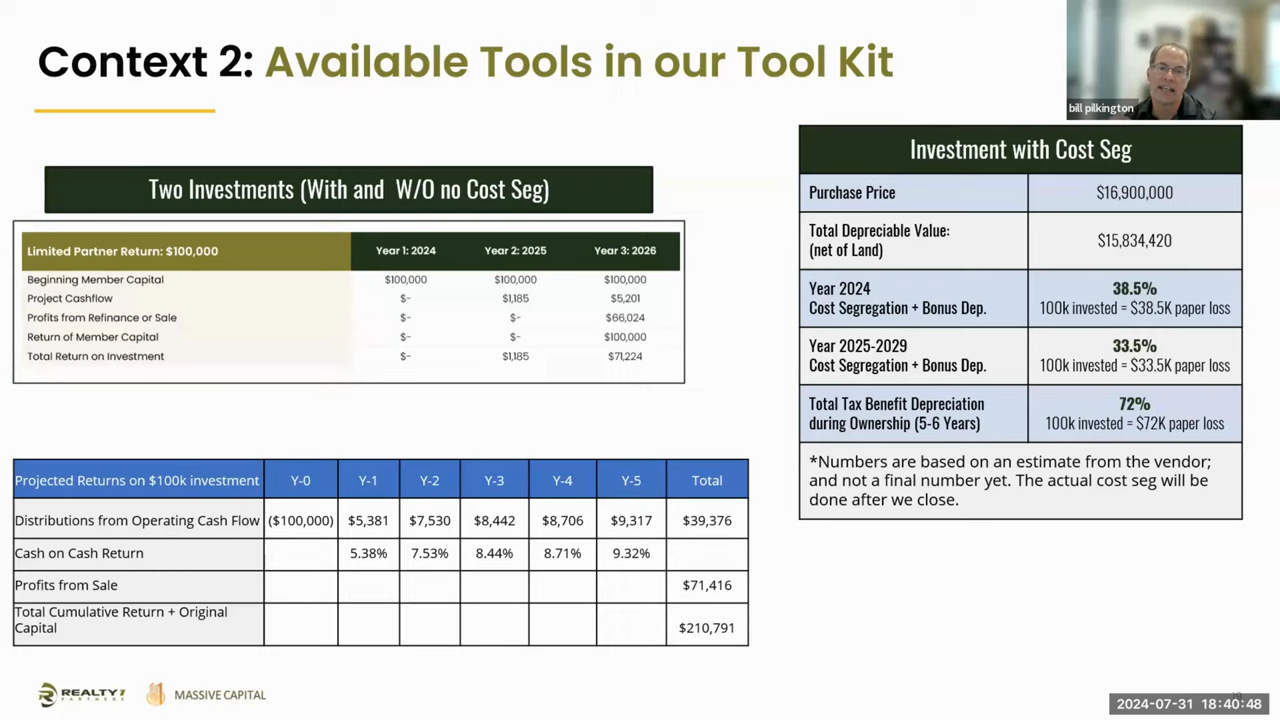 Context 2: Available Tools in our Tool Kit
bill pilkington
Two Investments (With and W/O no Cost Seg)
Limited Partner Return: $100,000 Year 1: 2024 Year 2: 2025 Year 3: 2026
Beginning Member Capital $100,000 $100,000 $100,000
Project Cashflow $- $1,185 $5,201
Profits from Refinance or Sale $- $- $66,024
Return of Member Capital $- $- $100,000
Total Return on Investment $- $1,185 $71,224
Investment with Cost Seg
Purchase Price $16,900,000
Total Depreciable Value:
(net of Land) $15,834,420
Year 2024 38.5%
Cost Segregation + Bonus Dep. 100k invested = $38.5K paper loss
Year 2025-2029 33.5%
Cost Segregation + Bonus Dep. 100k invested = $33.5K paper loss
Total Tax Benefit Depreciation 72%
during Ownership (5-6 Years) 100k invested = $72K paper loss
*Numbers are based on an estimate from the vendor;
and not a final number yet. The actual cost seg will be
done after we close.
Projected Returns on $100k investment Y-0 Y-1 Y-2 Y-3 Y-4 Y-5 Total
Distributions from Operating Cash Flow ($100,000) $5,381 $7,530 $8,442 $8,706 $9,317 $39,376
Cash on Cash Return 5.38% 7.53% 8.44% 8.71% 9.32%
Profits from Sale $71,416
Total Cumulative Return + Original
Capital $210,791
REALTY
PARTNERS
MASSIVE CAPITAL
2024-07-31 18:40:48